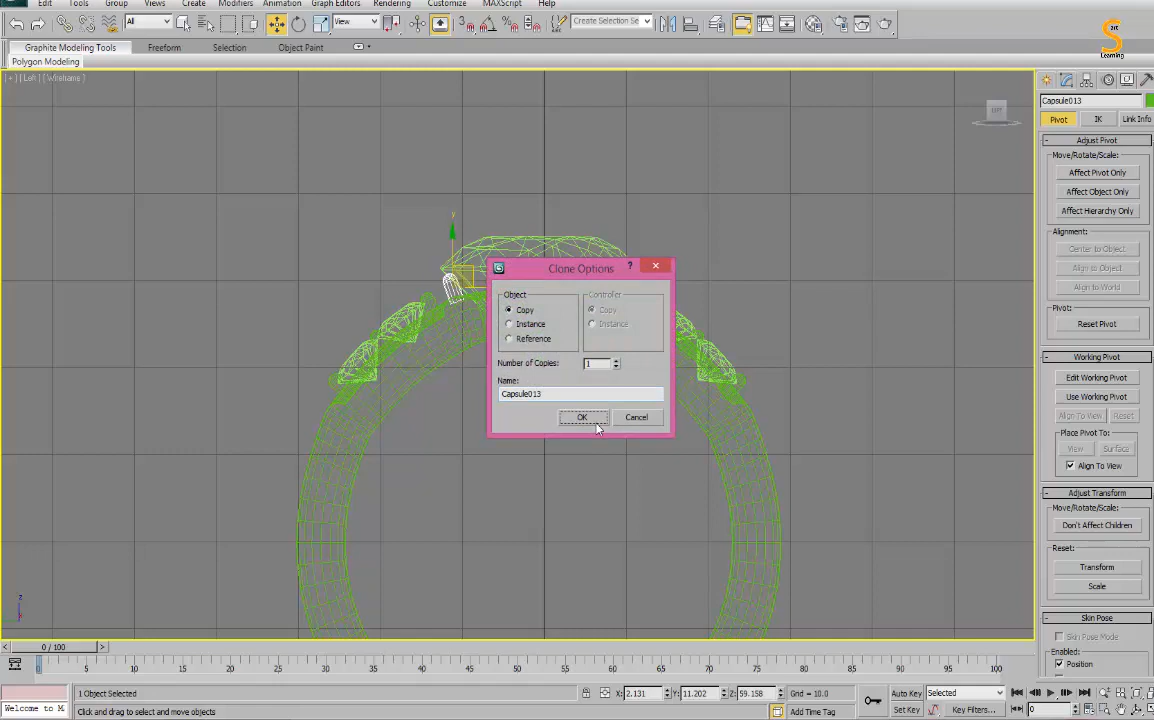 Edit Tools Group Views Create Modifiers Animation Graph Editors Rendering Customize MAXScript Help
All View Create Selection Se
art
Learning
Graphite Modeling Tools Freeform Selection Object Paint
Polygon Modeling
[ + ] [ Left ] [ Wireframe ]
LEFT
y
Clone Options ? x
Object
Copy
Instance
Reference
Controller
Copy
Instance
Number of Copies: 1
Name:
Capsule013
OK Cancel
Capsule013
Pivot IK Link Info
- Adjust Pivot
Move/Rotate/Scale:
Affect Pivot Only
Affect Object Only
Affect Hierarchy Only
Alignment:
Center to Object
Align to Object
Align to World
Pivot:
Reset Pivot
- Working Pivot
Edit Working Pivot
Use Working Pivot
Align To View Reset
Place Pivot To:
View Surface
Align To View
- Adjust Transform
Move/Rotate/Scale:
Don't Affect Children
Reset:
Transform
Scale
- Skin Pose
Skin Pose Mode
Enabled:
Position
z
< 0 / 100 >
0 5 10 15 20 25 30 35 40 45 50 55 60 65 70 75 80 85 90 95 100
1 Object Selected X: 2.131 Y: 11.202 Z: 59.158 Grid = 10.0 Auto Key Selected
Welcome to M Click and drag to select and move objects Add Time Tag Set Key Key Filters... 0